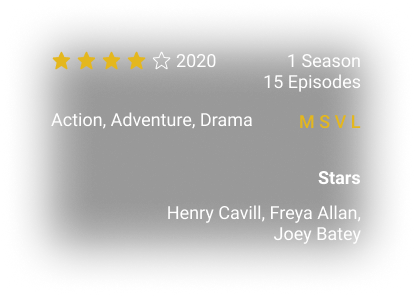 2020
1 Season
15 Episodes
Action, Adventure, Drama
M S V L
Stars
Henry Cavill, Freya Allan,
Joey Batey